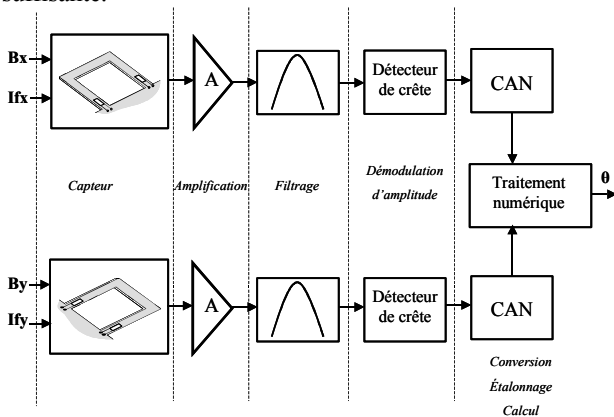 Bx
Ifx
A
Détecteur
de crête
CAN
Capteur
Amplification
Filtrage
Démodulation
d'amplitude
Traitement
numérique
θ
By
Ify
A
Détecteur
de crête
CAN
Conversion
Étalonnage
Calcul